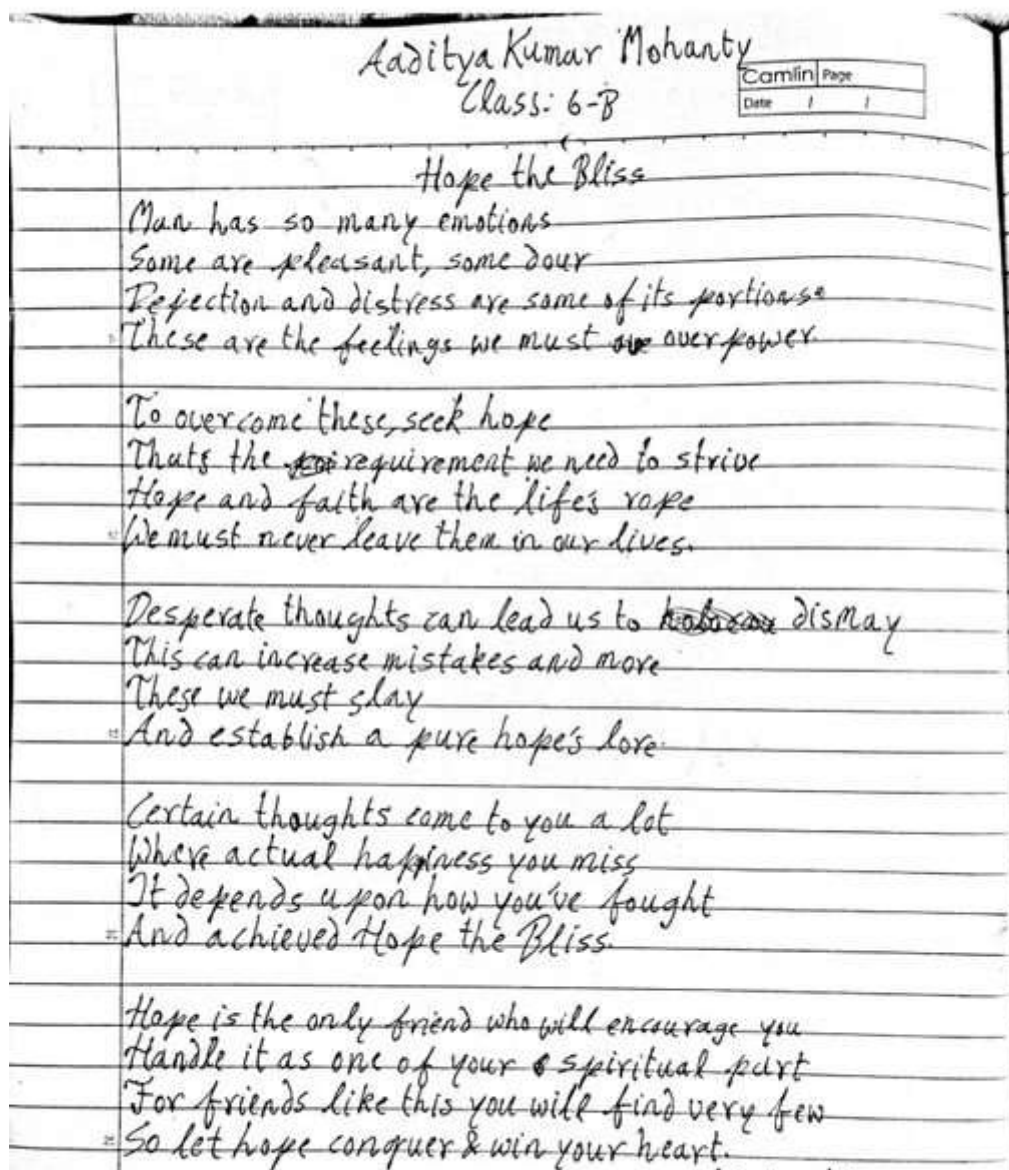 Aaditya Kumar Mohanty
Camlin Page
Class: 6-B
Date / /
Hope the Bliss
Man has so many emotions
Some are pleasant, some dour
Dejection and distress are some of its portions.
These are the feelings we must overpower.
To overcome these, seek hope
Thats the requirement we need to strive
Hope and faith are the life's rope
We must never leave them in our lives.
Desperate thoughts can lead us to dismay
This can increase mistakes and more
These we must slay
And establish a pure hope's lore.
Certain thoughts come to you a lot
Where actual happiness you miss
It depends upon how you've fought
And achieved Hope the Bliss.
Hope is the only friend who will encourage you
Handle it as one of your spiritual part
For friends like this you will find very few
So let hope conquer & win your heart.